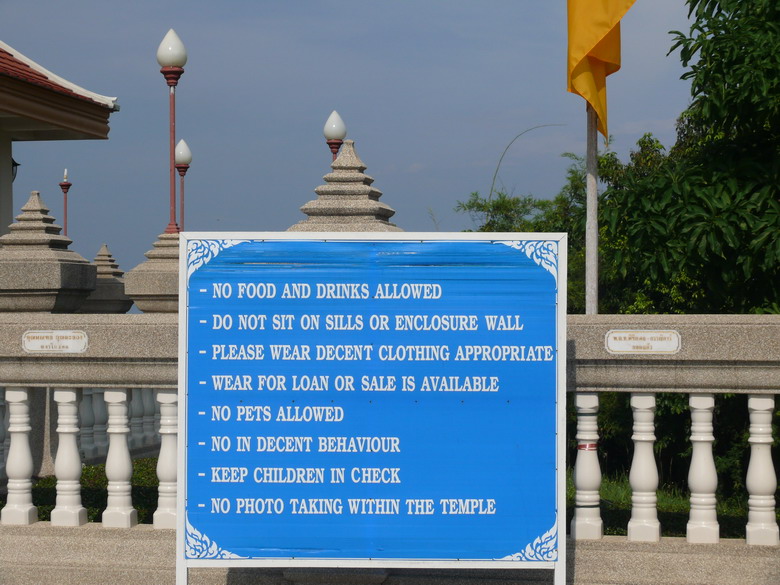 - NO FOOD AND DRINKS ALLOWED
- DO NOT SIT ON SILLS OR ENCLOSURE WALL
- PLEASE WEAR DECENT CLOTHING APPROPRIATE
- WEAR FOR LOAN OR SALE IS AVAILABLE
- NO PETS ALLOWED
- NO IN DECENT BEHAVIOUR
- KEEP CHILDREN IN CHECK
- NO PHOTO TAKING WITHIN THE TEMPLE